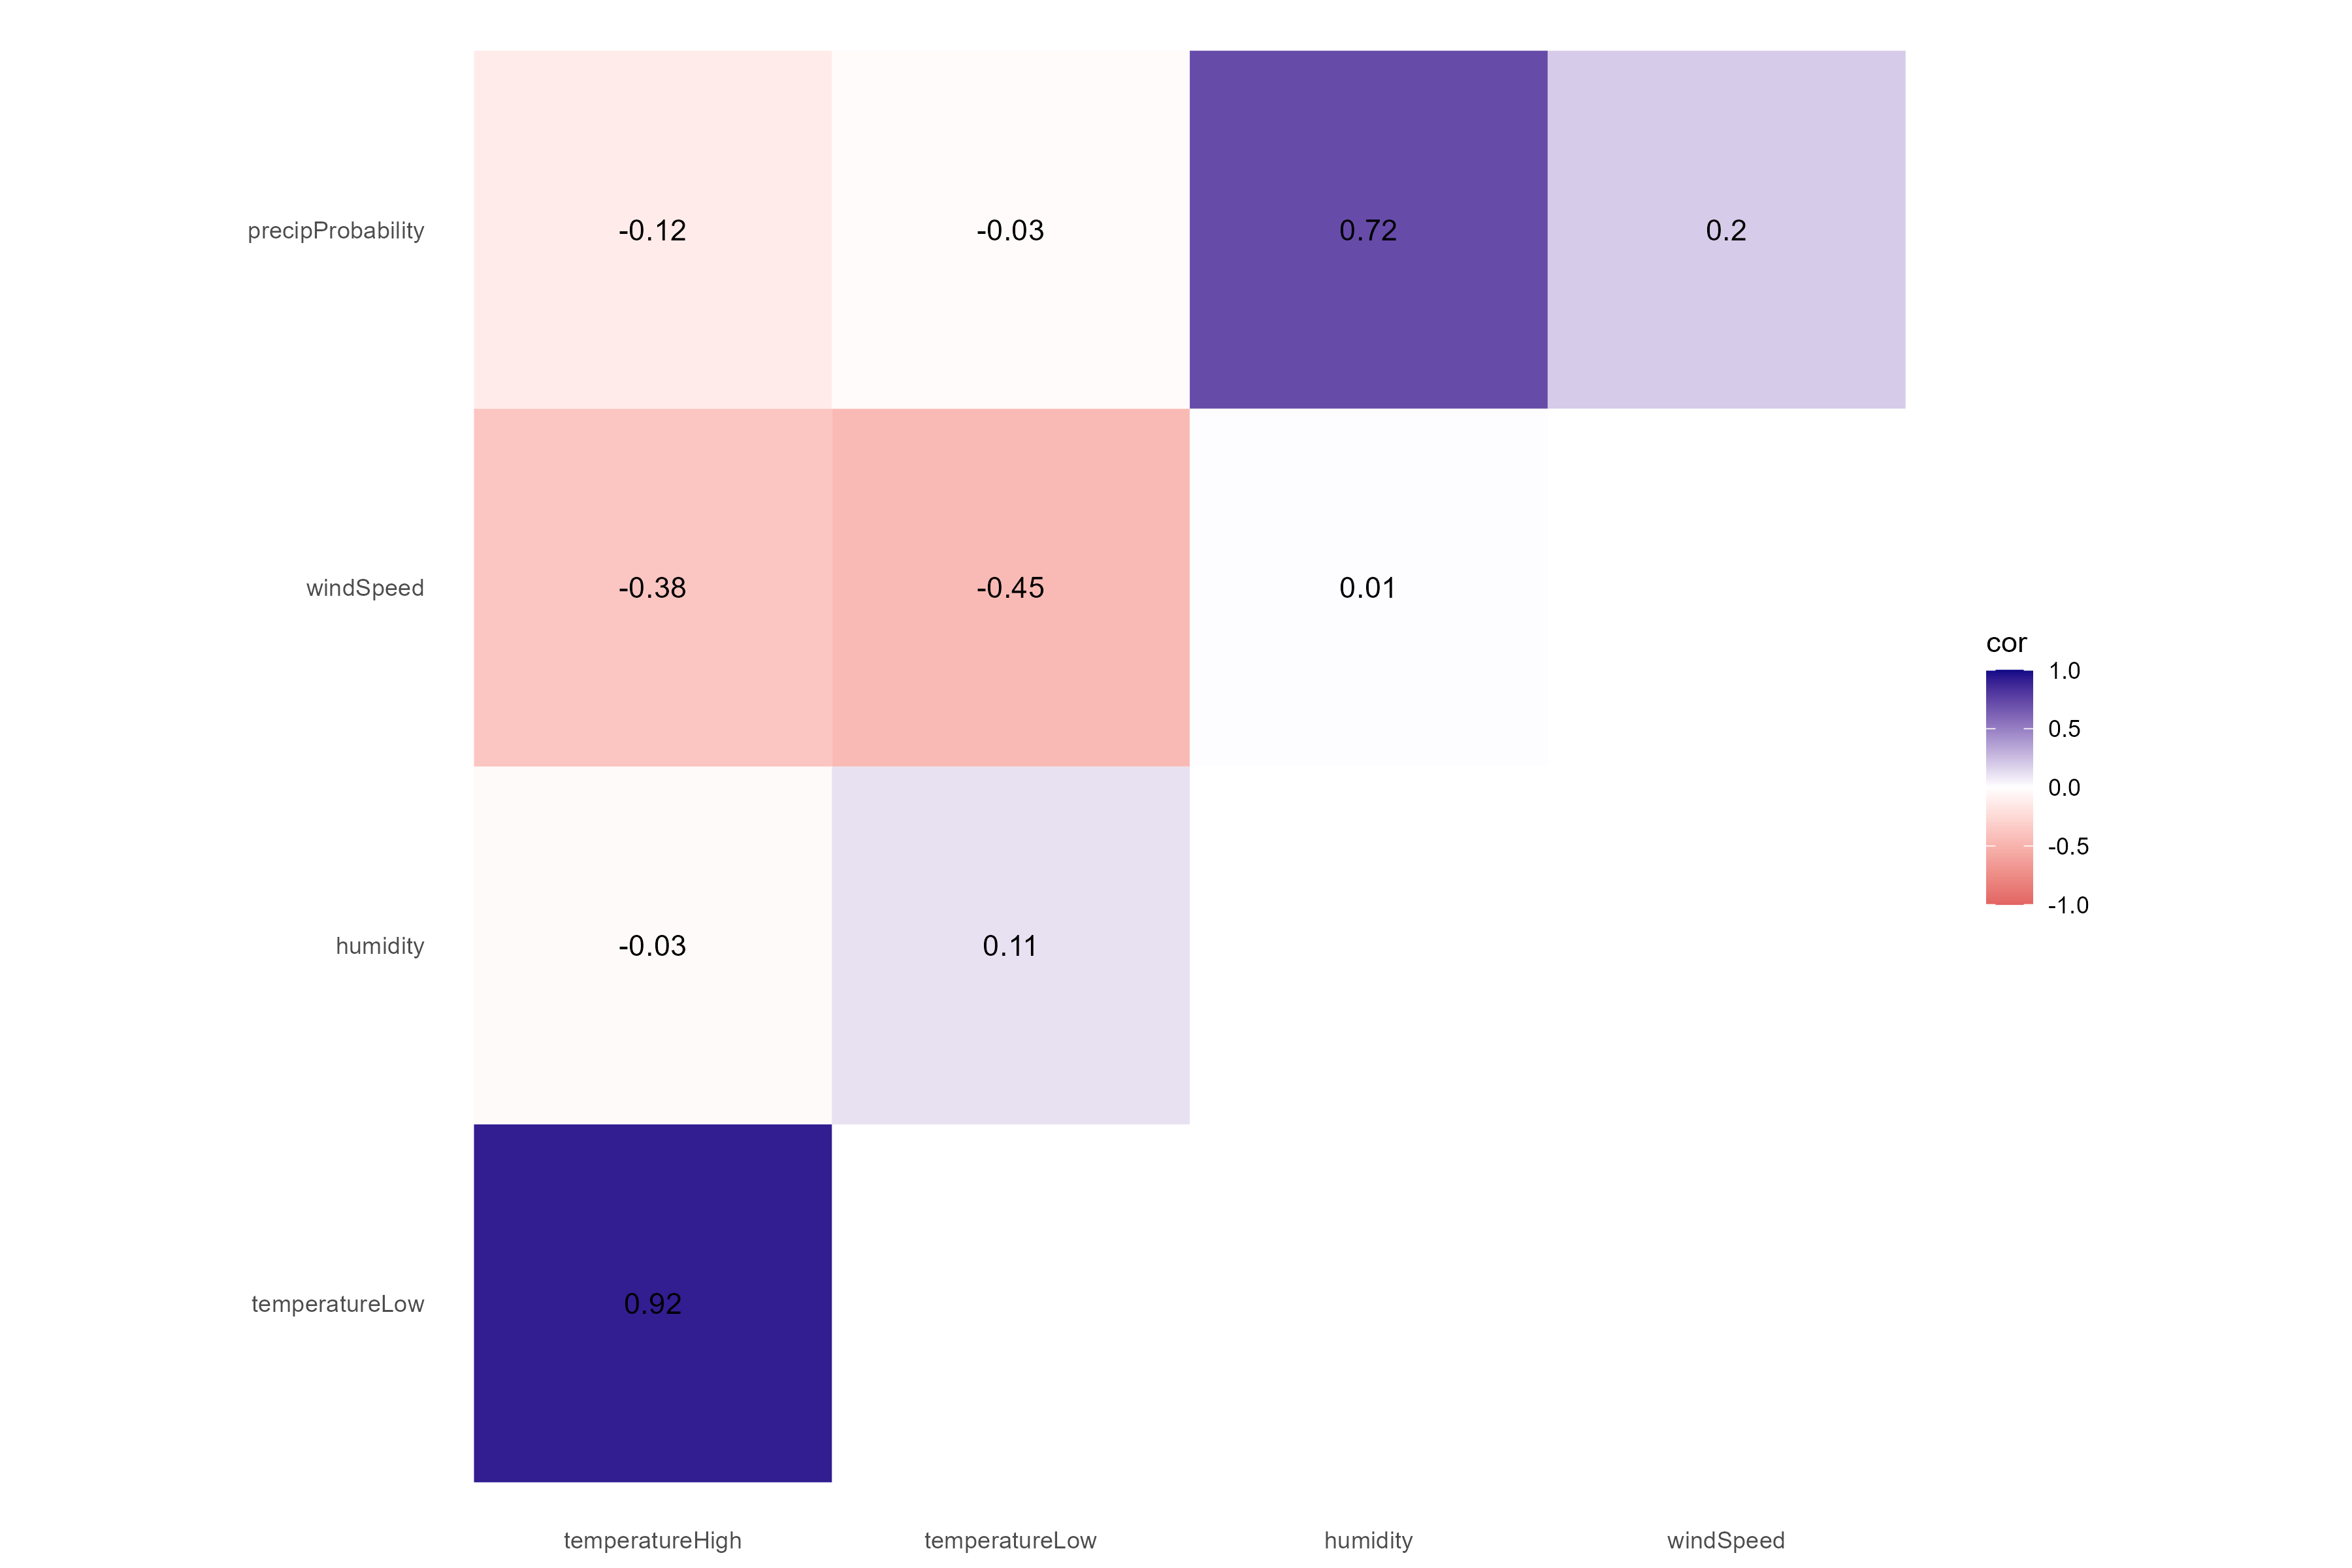 precipProbability -0.12 -0.03 0.72 0.2
windSpeed -0.38 -0.45 0.01
humidity -0.03 0.11
temperatureLow 0.92
temperatureHigh temperatureLow humidity windSpeed
cor
1.0
0.5
0.0
-0.5
-1.0